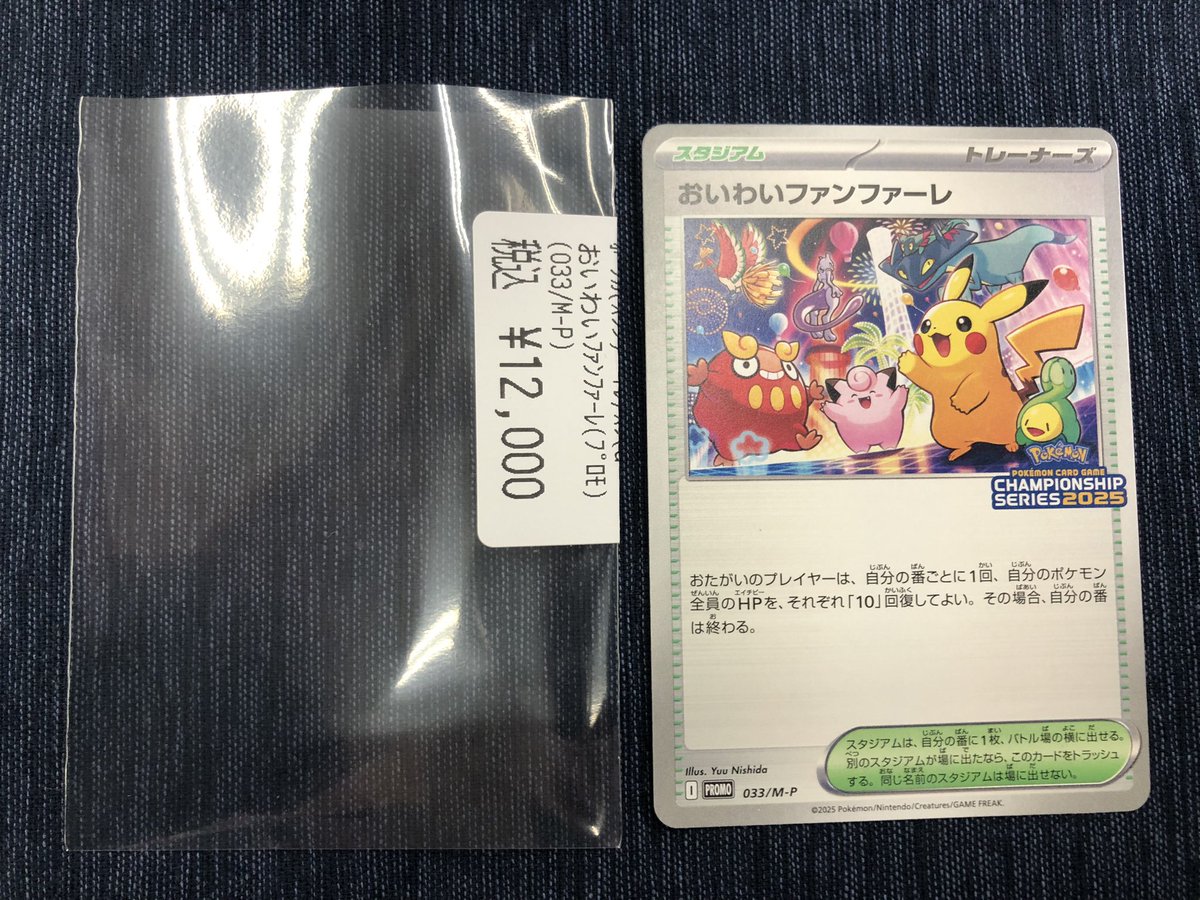 おいわいファンファーレ(ﾌﾟﾛﾓ)
(033/M-P)
税込 ¥12,000
スタジアム
トレーナーズ
おいわいファンファーレ
Pokémon
POKÉMON CARD GAME
CHAMPIONSHIP
SERIES 2025
おたがいのプレイヤーは、自分の番ごとに1回、自分のポケモン
全員のHPを、それぞれ「10」回復してよい。その場合、自分の番
は終わる。
スタジアムは、自分の番に1枚、バトル場の横に出せる。
別のスタジアムが場に出たなら、このカードをトラッシュ
する。同じ名前のスタジアムは場に出せない。
Illus. Yuu Nishida
I PROMO 033/M-P
©2025 Pokémon/Nintendo/Creatures/GAME FREAK.